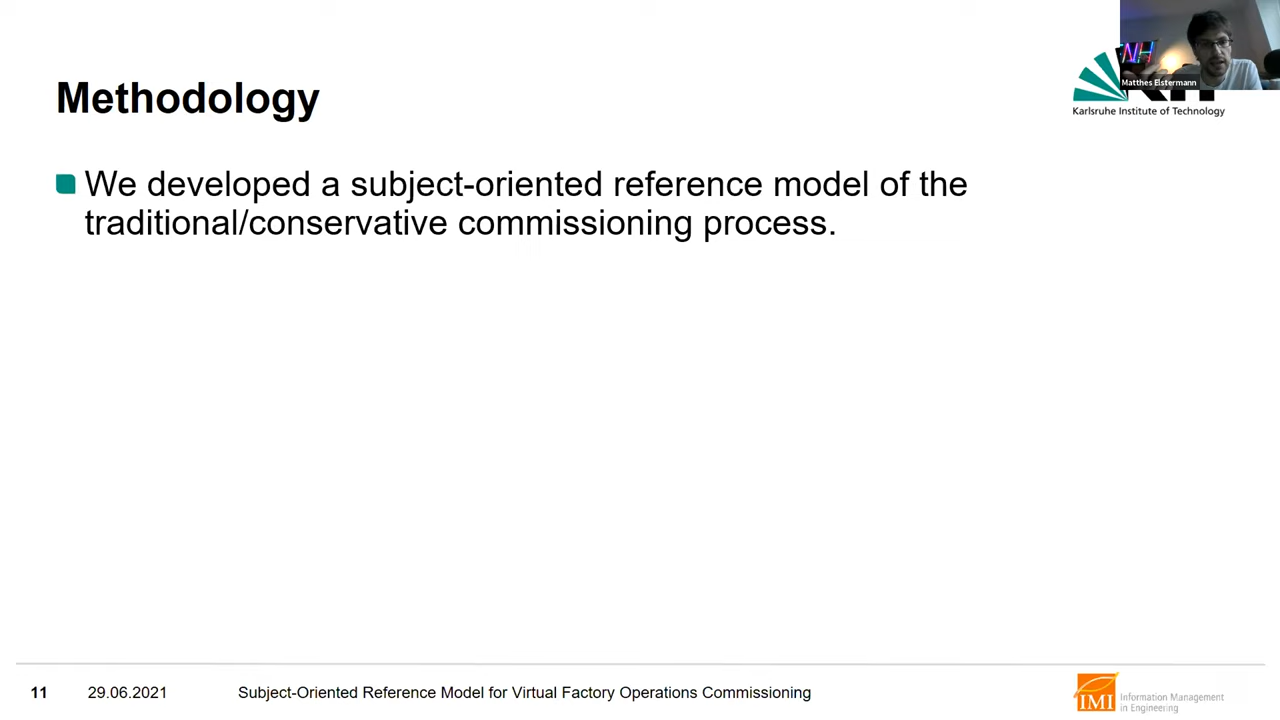 Methodology
Matthes Elstermann
Karlsruhe Institute of Technology
We developed a subject-oriented reference model of the
traditional/conservative commissioning process.
11
29.06.2021
Subject-Oriented Reference Model for Virtual Factory Operations Commissioning
IMI
Information Management
in Engineering